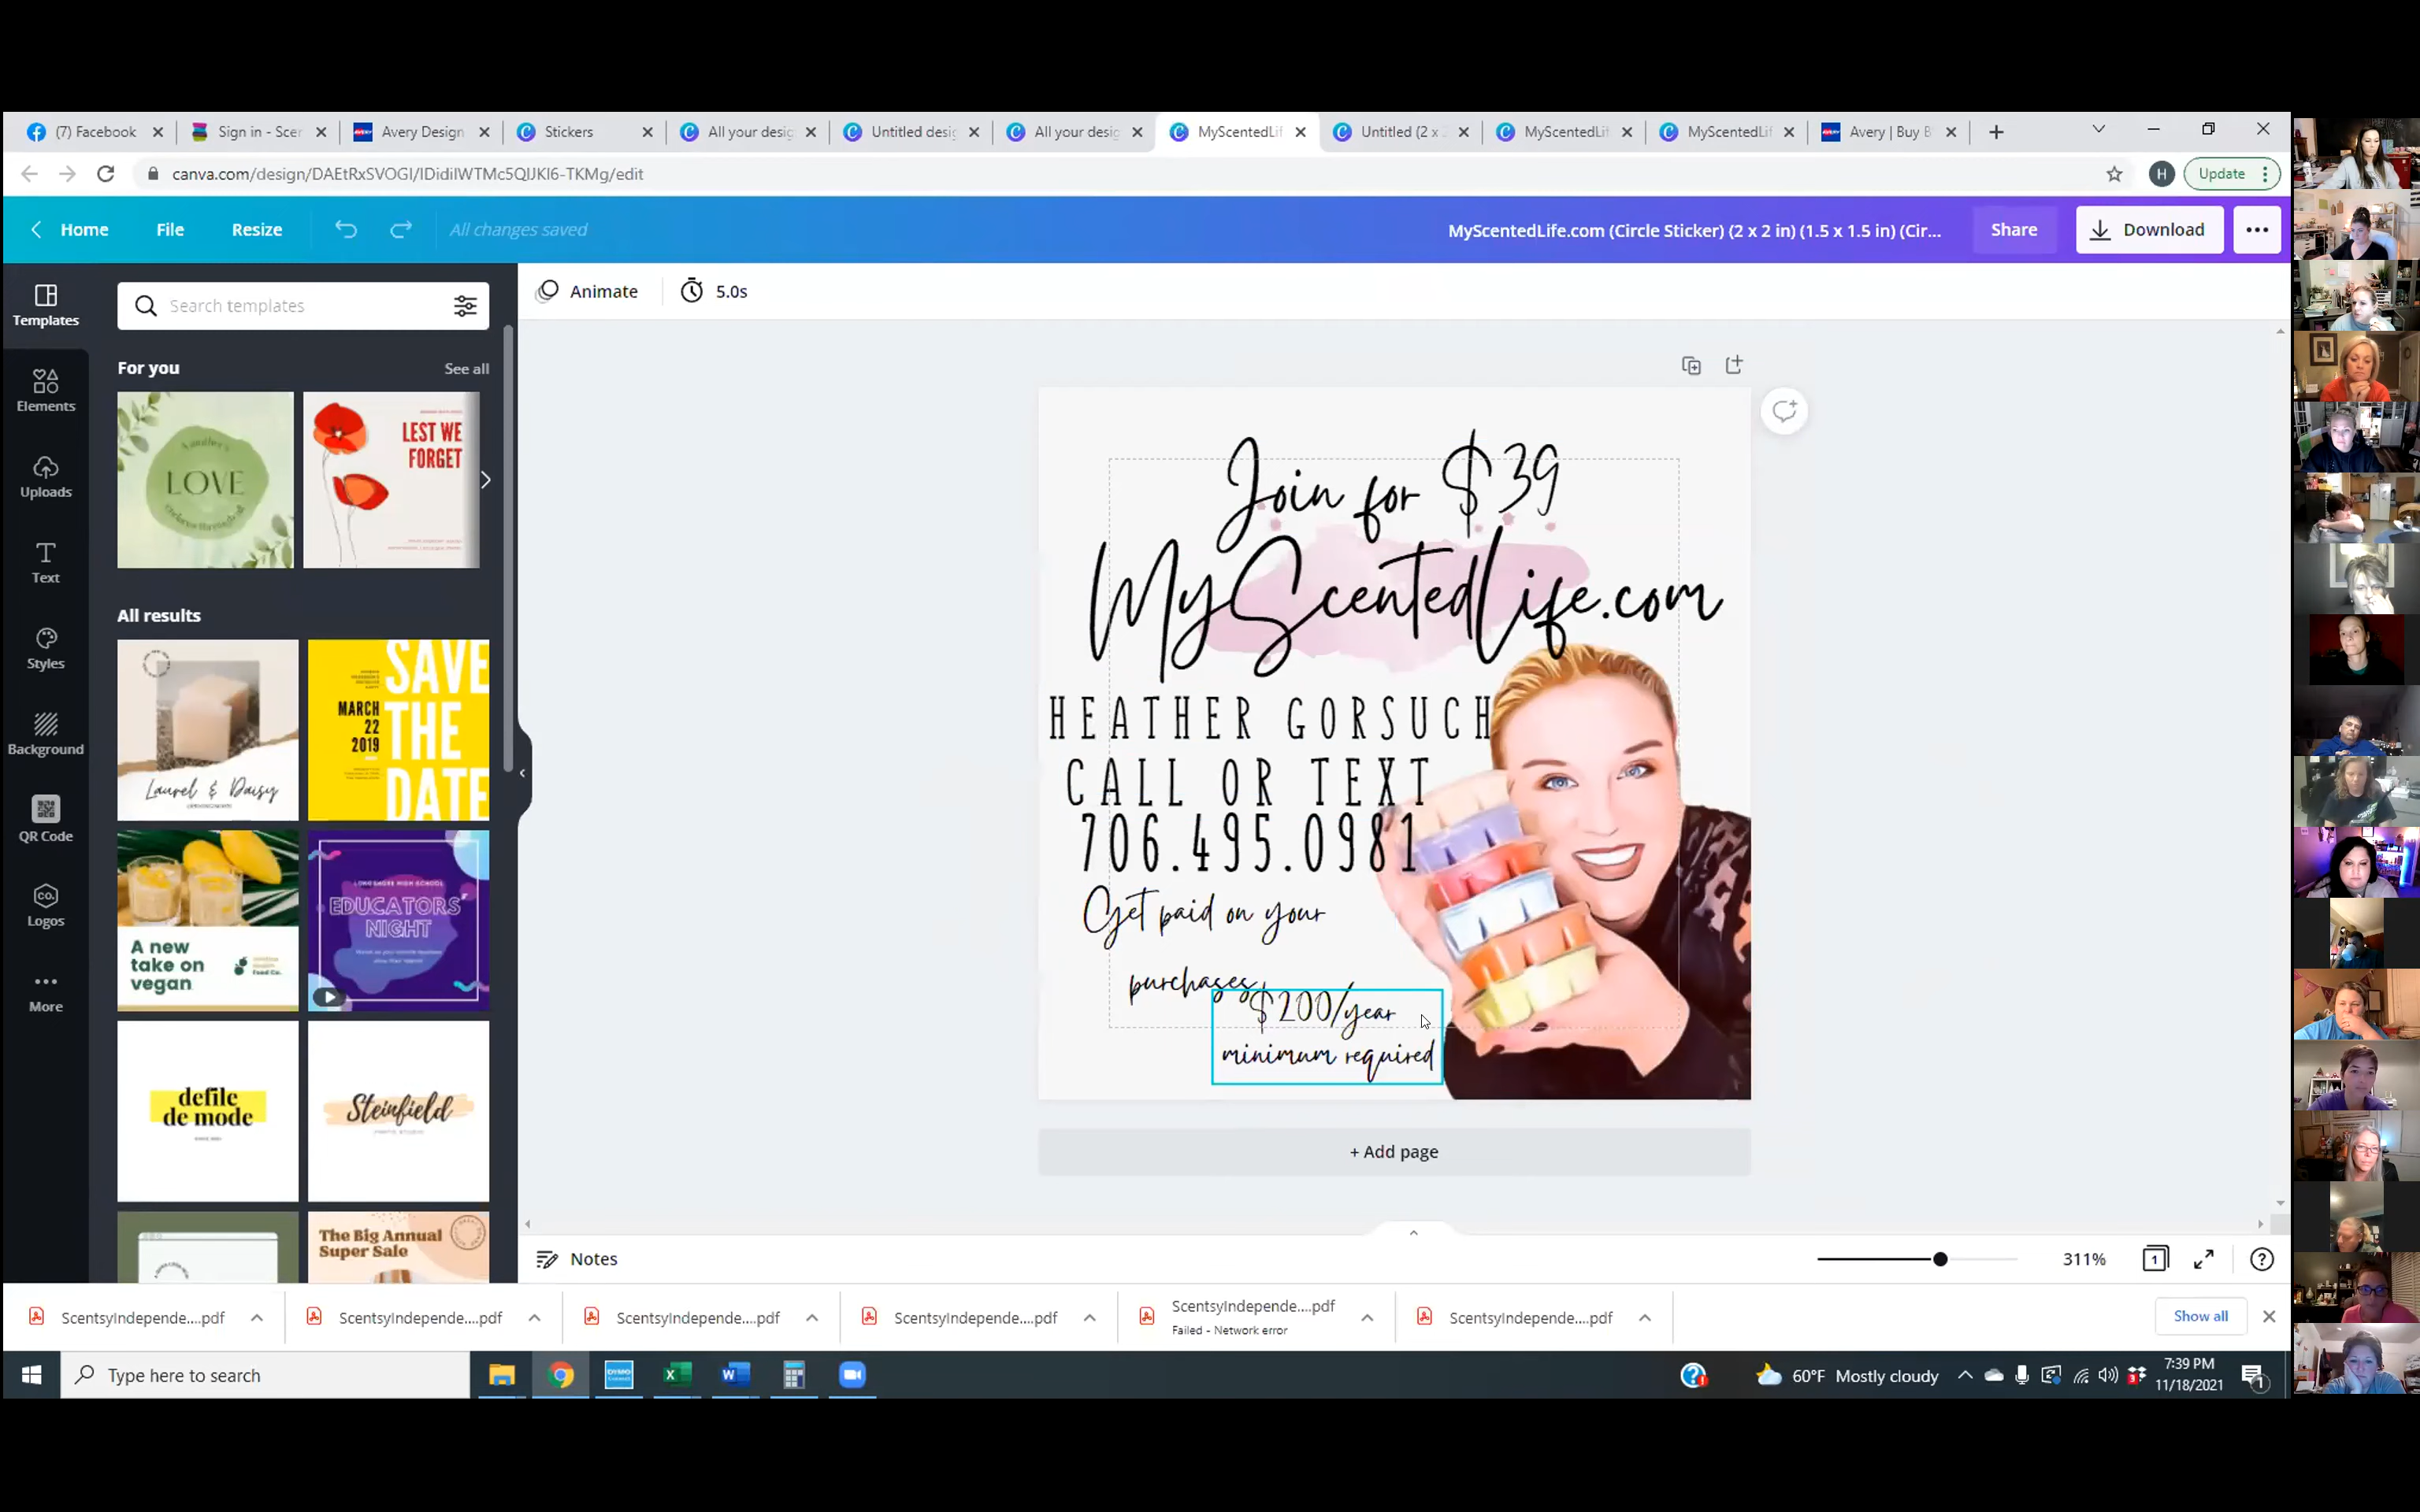 (7) Facebook
Sign in - Scer
Avery Design
Stickers
All your desig
Untitled desig
All your desig
MyScentedLif
Untitled (2 x
MyScentedLif
MyScentedLif
Avery | Buy B
canva.com/design/DAEtRxSVOGI/IDidiIWTMc5QIJKI6-TKMg/edit
H
Update
Home
File
Resize
All changes saved
MyScentedLife.com (Circle Sticker) (2 x 2 in) (1.5 x 1.5 in) (Cir...
Share
Download
Templates
Elements
Uploads
Text
Styles
Background
QR Code
CO.
Logos
More
Search templates
For you
See all
LOVE
LEST WE
FORGET
All results
Laurel & Daisy
SAVE
THE
DATE
MARCH
22
2019
A new
take on
vegan
LONGSHORE HIGH SCHOOL
EDUCATORS'
NIGHT
defile
de mode
Steinfield
The Big Annual
Super Sale
Animate
5.0s
Join for $39
MyScentedLife.com
HEATHER GORSUCH
CALL OR TEXT
706.495.0981
Get paid on your
purchases
$200/year
minimum required
+ Add page
Notes
311%
1
ScentsyIndepende....pdf
ScentsyIndepende....pdf
ScentsyIndepende....pdf
ScentsyIndepende....pdf
ScentsyIndepende....pdf
Failed - Network error
ScentsyIndepende....pdf
Show all
Type here to search
60°F Mostly cloudy
7:39 PM
11/18/2021
1